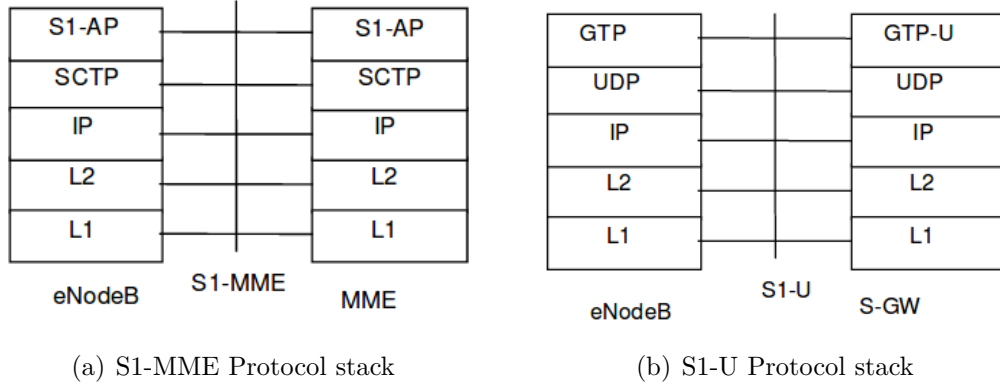 S1-AP S1-AP
SCTP SCTP
IP IP
L2 L2
L1 L1
eNodeB S1-MME MME
(a) S1-MME Protocol stack
GTP GTP-U
UDP UDP
IP IP
L2 L2
L1 L1
eNodeB S1-U S-GW
(b) S1-U Protocol stack